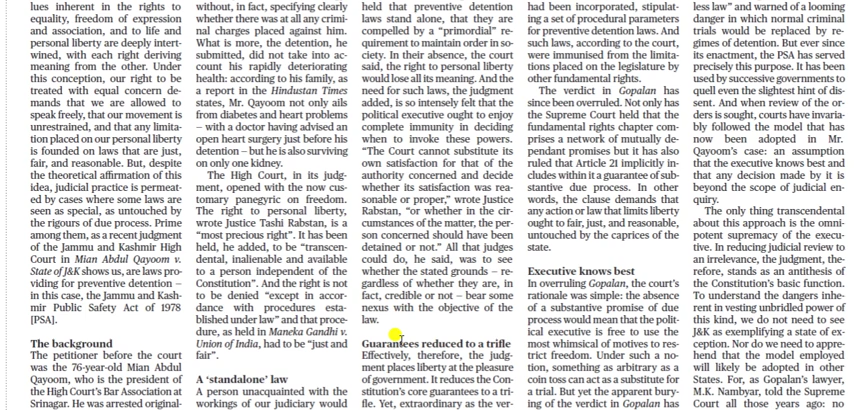 lues inherent in the rights to
equality, freedom of expression
and association, and to life and
personal liberty are deeply inter-
twined, with each right deriving
meaning from the other. Under
this conception, our right to be
treated with equal concern de-
mands that we are allowed to
speak freely, that our movement is
unrestrained, and that any limita-
tion placed on our personal liberty
is founded on laws that are just,
fair, and reasonable. But, despite
the theoretical affirmation of this
idea, judicial practice is permeat-
ed by cases where some laws are
seen as special, as untouched by
the rigours of due process. Prime
among them, as a recent judgment
of the Jammu and Kashmir High
Court in Mian Abdul Qayoom v.
State of J&K shows us, are laws pro-
viding for preventive detention –
in this case, the Jammu and Kash-
mir Public Safety Act of 1978
[PSA].
The background
The petitioner before the court
was the 76-year-old Mian Abdul
Qayoom, who is the president of
the High Court's Bar Association at
Srinagar. He was arrested original-
without, in fact, specifying clearly
whether there was at all any crimi-
nal charges placed against him.
What is more, the detention, he
submitted, did not take into ac-
count his rapidly deteriorating
health: according to his family, as
a report in the Hindustan Times
states, Mr. Qayoom not only ails
from diabetes and heart problems
– with a doctor having advised an
open heart surgery just before his
detention – but he is also surviving
on only one kidney.
The High Court, in its judg-
ment, opened with the now cus-
tomary panegyric on freedom.
The right to personal liberty,
wrote Justice Tashi Rabstan, is a
“most precious right”. It has been
held, he added, to be “transcen-
dental, inalienable and available
to a person independent of the
Constitution”. And the right is not
to be denied “except in accor-
dance with procedures esta-
blished under law” and that proce-
dure, as held in Maneka Gandhi v.
Union of India, had to be “just and
fair”.
A ‘standalone’ law
A person unacquainted with the
workings of our judiciary would
held that preventive detention
laws stand alone, that they are
compelled by a “primordial” re-
quirement to maintain order in so-
ciety. In their absence, the court
said, the right to personal liberty
would lose all its meaning. And the
need for such laws, the judgment
added, is so intensely felt that the
political executive ought to enjoy
complete immunity in deciding
when to invoke these powers.
“The Court cannot substitute its
own satisfaction for that of the
authority concerned and decide
whether its satisfaction was rea-
sonable or proper,” wrote Justice
Rabstan, “or whether in the cir-
cumstances of the matter, the per-
son concerned should have been
detained or not.” All that judges
could do, he said, was to see
whether the stated grounds – re-
gardless of whether they are, in
fact, credible or not – bear some
nexus with the objective of the
law.
Guarantees reduced to a trifle
Effectively, therefore, the judg-
ment places liberty at the pleasure
of government. It reduces the Con-
stitution's core guarantees to a tri-
fle. Yet, extraordinary as the ver-
had been incorporated, stipulat-
ing a set of procedural parameters
for preventive detention laws. And
such laws, according to the court,
were immunised from the limita-
tions placed on the legislature by
other fundamental rights.
The verdict in Gopalan has
since been overruled. Not only has
the Supreme Court held that the
fundamental rights chapter com-
prises a network of mutually de-
pendant promises but it has also
ruled that Article 21 implicitly in-
cludes within it a guarantee of sub-
stantive due process. In other
words, the clause demands that
any action or law that limits liberty
ought to fair, just, and reasonable,
untouched by the caprices of the
state.
Executive knows best
In overruling Gopalan, the court's
rationale was simple: the absence
of a substantive promise of due
process would mean that the polit-
ical executive is free to use the
most whimsical of motives to res-
trict freedom. Under such a no-
tion, something as arbitrary as a
coin toss can act as a substitute for
a trial. But yet the apparent bury-
ing of the verdict in Gopalan has
less law” and warned of a looming
danger in which normal criminal
trials would be replaced by re-
gimes of detention. But ever since
its enactment, the PSA has served
precisely this purpose. It has been
used by successive governments to
quell even the slightest hint of dis-
sent. And when review of the or-
ders is sought, courts have invaria-
bly followed the model that has
now been adopted in Mr.
Qayoom's case: an assumption
that the executive knows best and
that any decision made by it is
beyond the scope of judicial en-
quiry.
The only thing transcendental
about this approach is the omni-
potent supremacy of the execu-
tive. In reducing judicial review to
an irrelevance, the judgment, the-
refore, stands as an antithesis of
the Constitution's basic function.
To understand the dangers inhe-
rent in vesting unbridled power of
this kind, we do not need to see
J&K as exemplifying a state of ex-
ception. Nor do we need to appre-
hend that the model employed
will likely be adopted in other
States. For, as Gopalan's lawyer,
M.K. Nambyar, told the Supreme
Court all those years ago: no